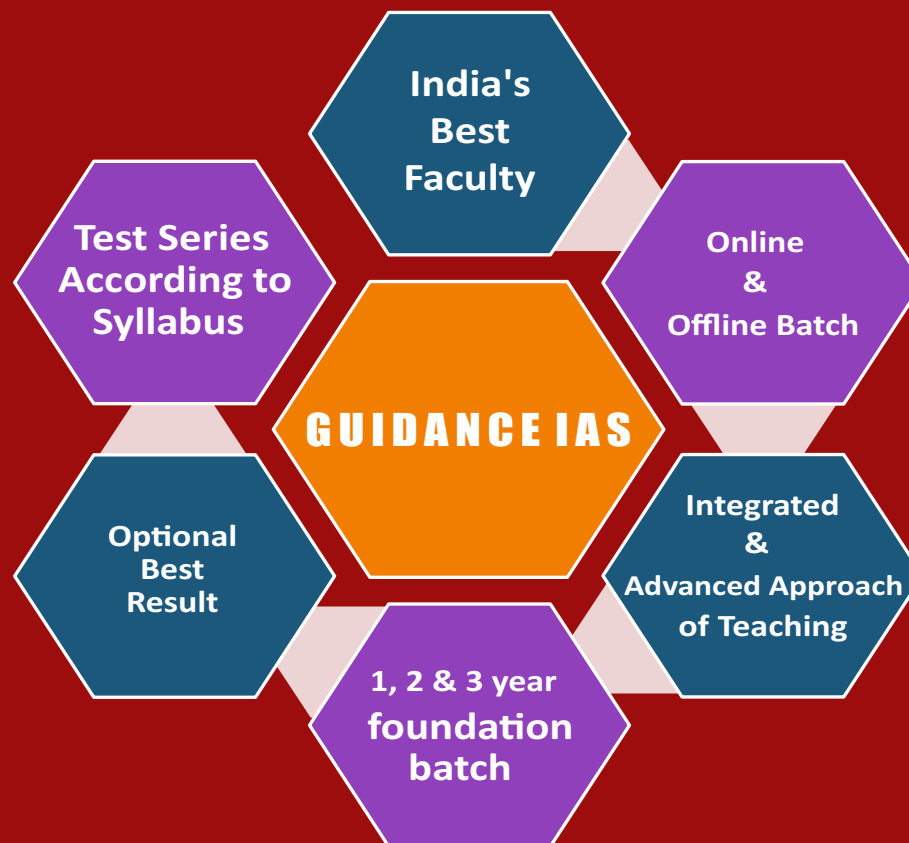 India's
Best
Faculty
Online
&
Offline Batch
Integrated
&
Advanced Approach
of Teaching
1, 2 & 3 year
foundation
batch
Optional
Best
Result
Test Series
According to
Syllabus
GUIDANCE IAS